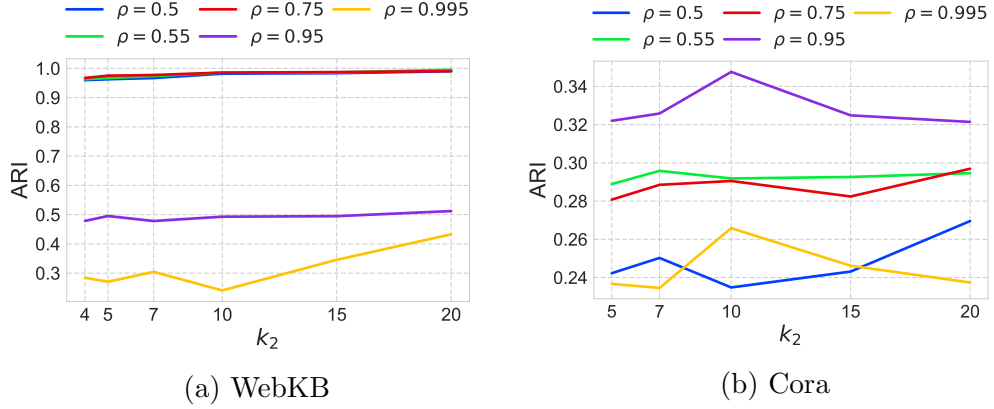 ρ = 0.5 ρ = 0.75 ρ = 0.995
ρ = 0.55 ρ = 0.95
1.0
0.9
0.8
0.7
0.6
0.5
0.4
0.3
ARI
4 5 7 10 15 20
k₂
(a) WebKB
ρ = 0.5 ρ = 0.75 ρ = 0.995
ρ = 0.55 ρ = 0.95
0.34
0.32
0.30
0.28
0.26
0.24
ARI
5 7 10 15 20
k₂
(b) Cora